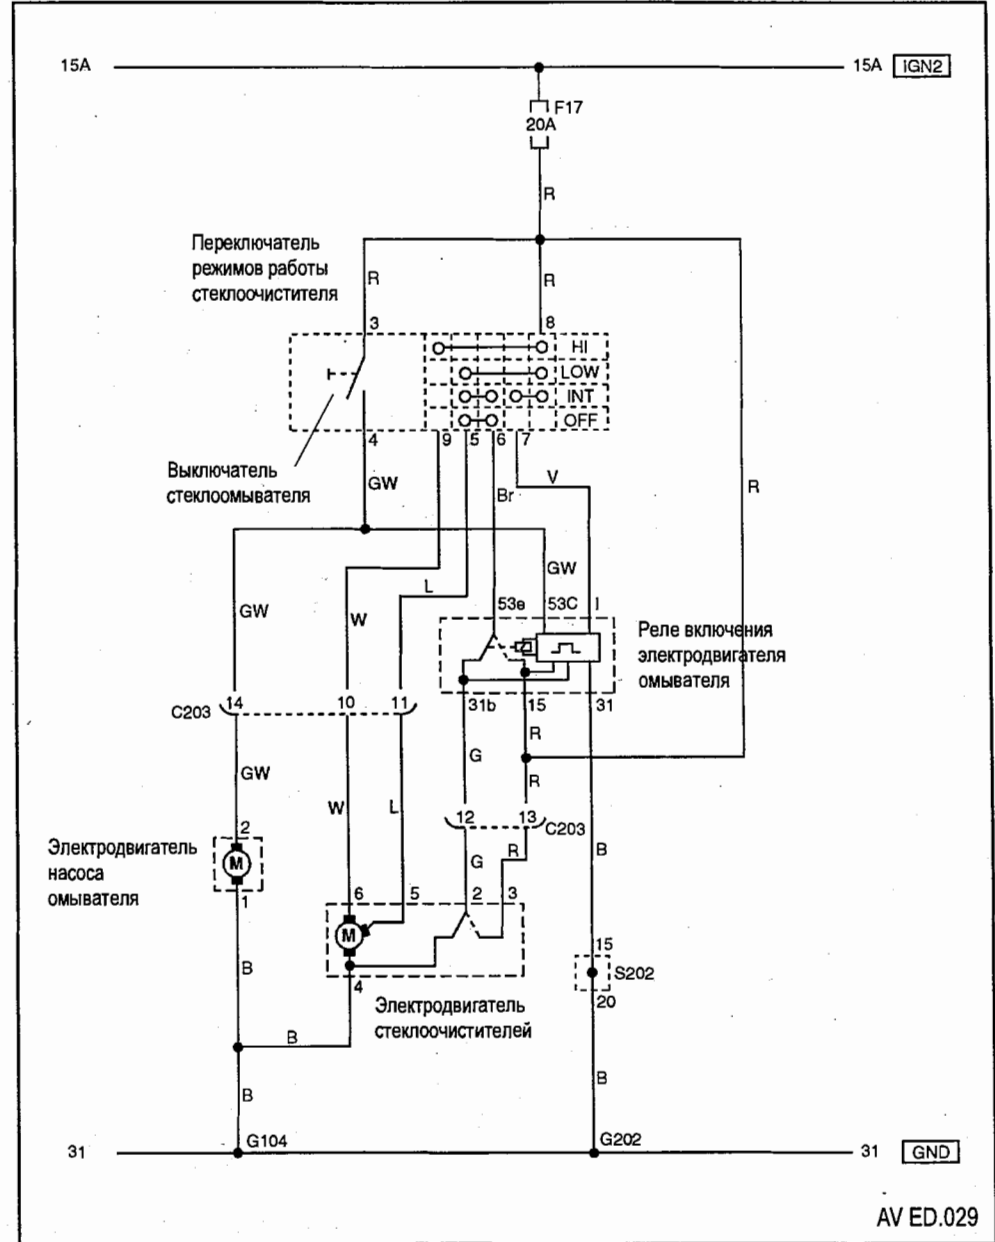 15A
15A IGN2
F17
20A
R
Переключатель
режимов работы
стеклоочистителя
R
R
3
8
HI
LOW
INT
OFF
4
9
5
6
7
Выключатель
стеклоомывателя
GW
Br
V
R
GW
W
L
GW
53e
53C
I
Реле включения
электродвигателя
омывателя
C203
14
10
11
31b
15
31
R
G
R
GW
W
L
12
13
C203
B
G
R
Электродвигатель
насоса
омывателя
2
M
1
6
5
2
3
M
4
15
S202
20
B
Электродвигатель
стеклоочистителей
B
B
B
G104
G202
31
31 GND
AV ED.029